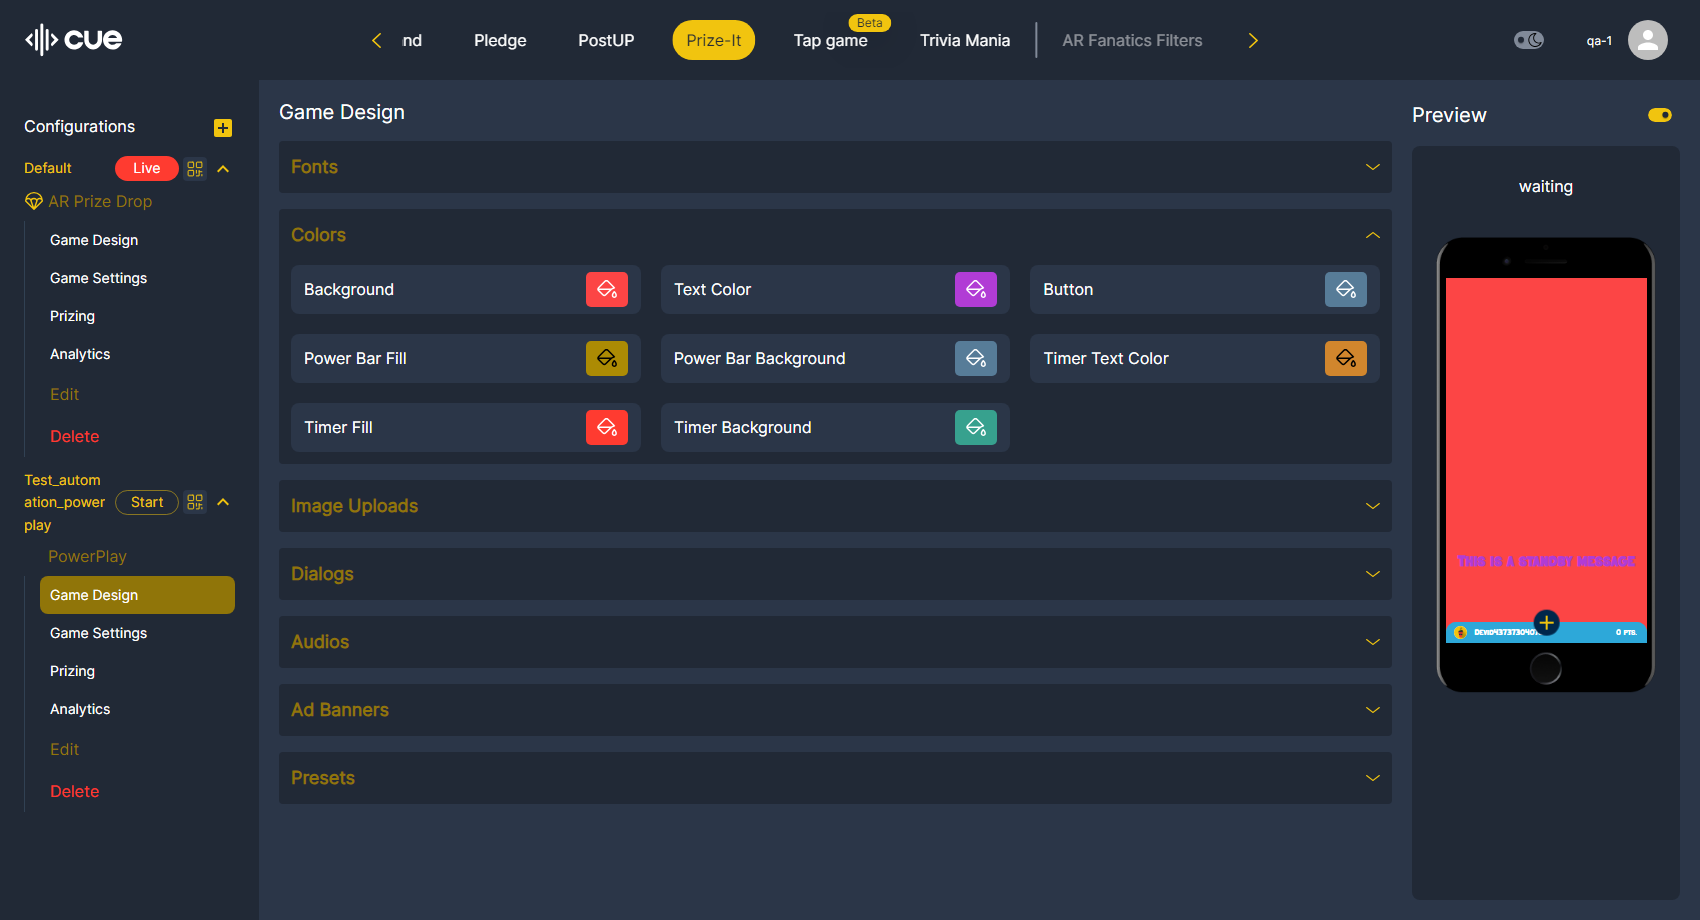 cue
nd
Pledge
PostUP
Prize-It
Beta
Tap game
Trivia Mania
AR Fanatics Filters
qa-1
Configurations
Default
Live
AR Prize Drop
Game Design
Game Settings
Prizing
Analytics
Edit
Delete
Test_autom
ation_power
play
Start
PowerPlay
Game Design
Game Settings
Prizing
Analytics
Edit
Delete
Game Design
Fonts
Colors
Background
Text Color
Button
Power Bar Fill
Power Bar Background
Timer Text Color
Timer Fill
Timer Background
Image Uploads
Dialogs
Audios
Ad Banners
Presets
Preview
waiting
This is a standby message
0 pts.